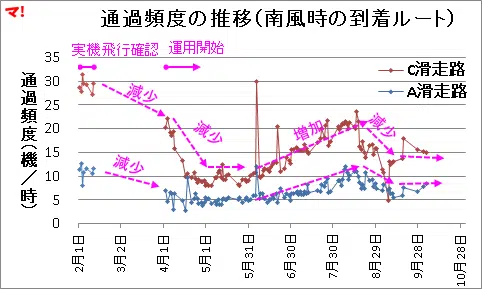 マ!
通過頻度の推移(南風時の到着ルート)
実機飛行確認
運用開始
C滑走路
A滑走路
減少
減少
減少
増加
減少
通過頻度(機/時)
35
30
25
20
15
10
5
0
2月1日
3月2日
4月1日
5月1日
5月31日
6月30日
7月30日
8月29日
9月28日
10月28日